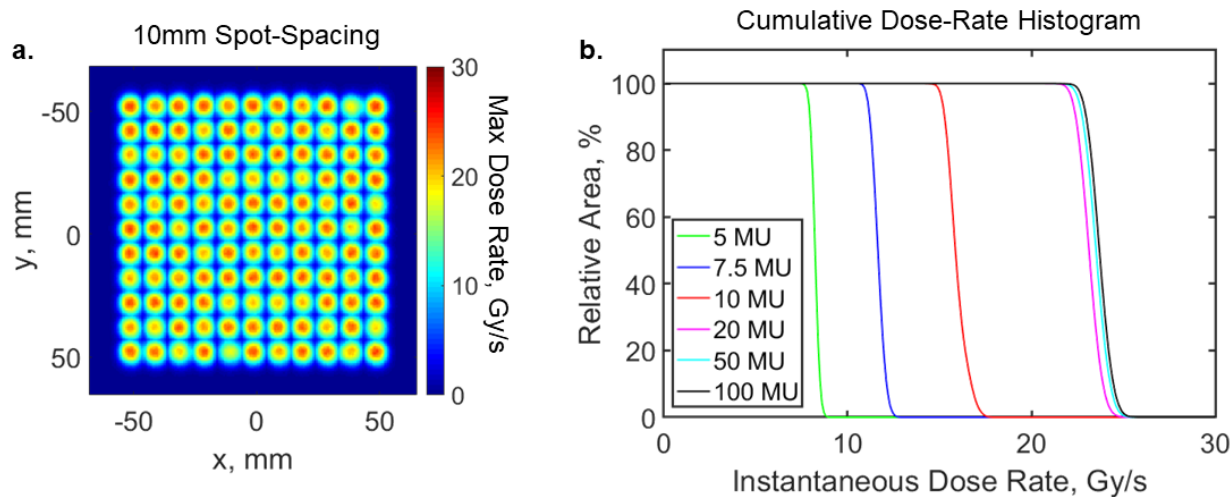 a.
10mm Spot-Spacing
-50
0
50
y, mm
-50
0
50
x, mm
30
20
10
0
Max Dose Rate, Gy/s
b.
Cumulative Dose-Rate Histogram
100
80
60
40
20
0
Relative Area, %
5 MU
7.5 MU
10 MU
20 MU
50 MU
100 MU
0
10
20
30
Instantaneous Dose Rate, Gy/s